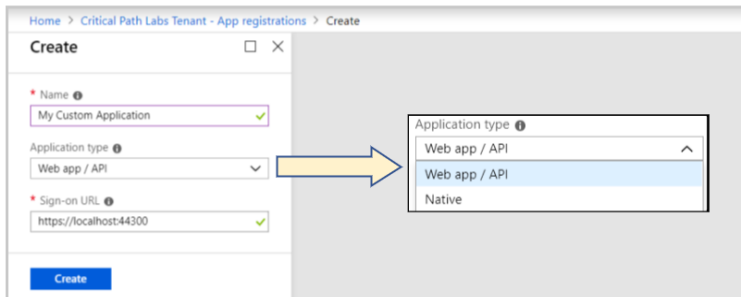 Home > Critical Path Labs Tenant - App registrations > Create
Create
* Name
My Custom Application
Application type
Web app / API
* Sign-on URL
https://localhost:44300
Create
Application type
Web app / API
Web app / API
Native